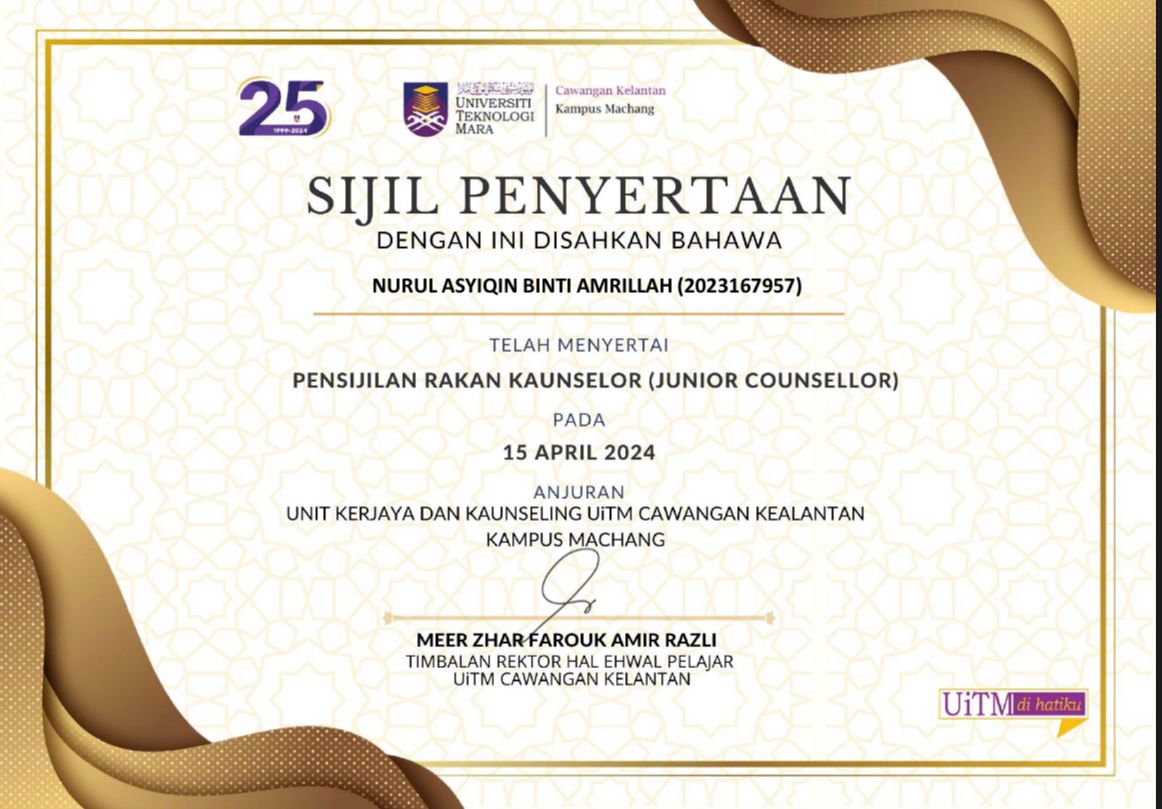 25
1999-2024
UNIVERSITI
TEKNOLOGI
MARA
Cawangan Kelantan
Kampus Machang
SIJIL PENYERTAAN
DENGAN INI DISAHKAN BAHAWA
NURUL ASYIQIN BINTI AMRILLAH (2023167957)
TELAH MENYERTAI
PENSIJILAN RAKAN KAUNSELOR (JUNIOR COUNSELLOR)
PADA
15 APRIL 2024
ANJURAN
UNIT KERJAYA DAN KAUNSELING UiTM CAWANGAN KEALANTAN
KAMPUS MACHANG
MEER ZHAR FAROUK AMIR RAZLI
TIMBALAN REKTOR HAL EHWAL PELAJAR
UiTM CAWANGAN KELANTAN
UiTM di hatiku